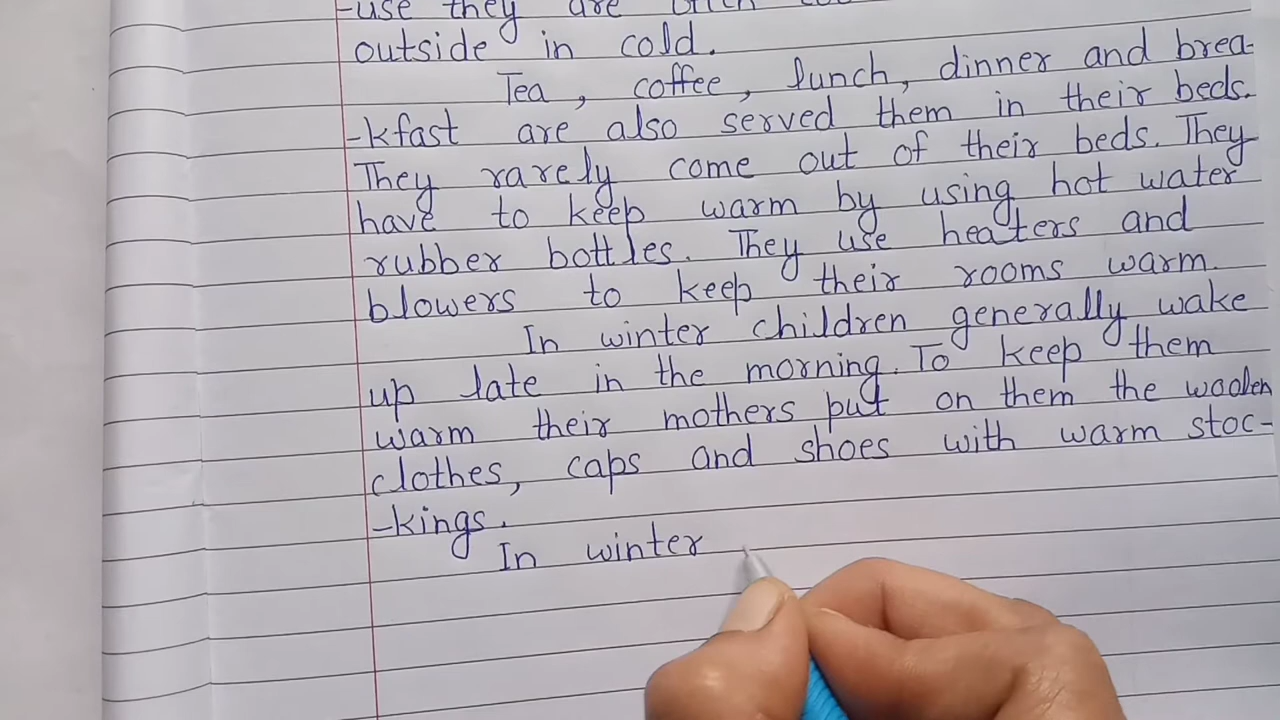 -use they are
outside in cold.
Tea, coffee, lunch, dinner and brea-
-kfast are also served them in their beds.
They rarely come out of their beds. They
have to keep warm by using hot water
rubber bottles. They use heaters and
blowers to keep their rooms warm.
In winter children generally wake
up late in the morning. To keep them
warm their mothers put on them the woolen
clothes, caps and shoes with warm stoc-
-kings.
In winter